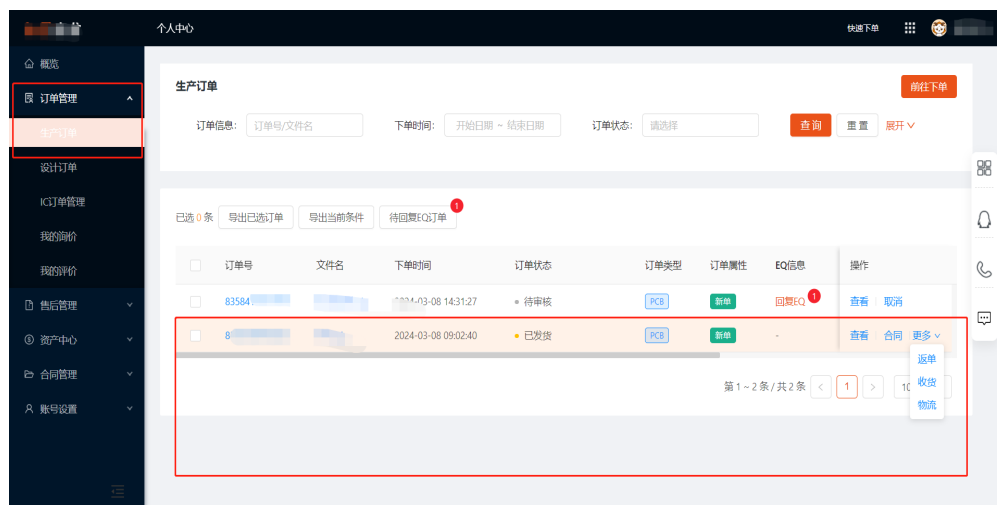 个人中心
快速下单
概览
订单管理
生产订单
设计订单
IC订单管理
我的询价
我的评价
售后管理
资产中心
合同管理
账号设置
生产订单
前往下单
订单信息: 订单号/文件名 下单时间: 开始日期 ~ 结束日期 订单状态: 请选择 查 询 重 置 展开
已选 0 条 导出已选订单 导出当前条件 待回复EQ订单 1
订单号 文件名 下单时间 订单状态 订单类型 订单属性 EQ信息 操作
83584 -03-08 14:31:27 待审核 PCB 新单 回复EQ 1 查看 取消
8 2024-03-08 09:02:40 已发货 PCB 新单 - 查看 合同 更多
返单
收货
物流
第 1 ~ 2 条 / 共 2 条 < 1 > 10